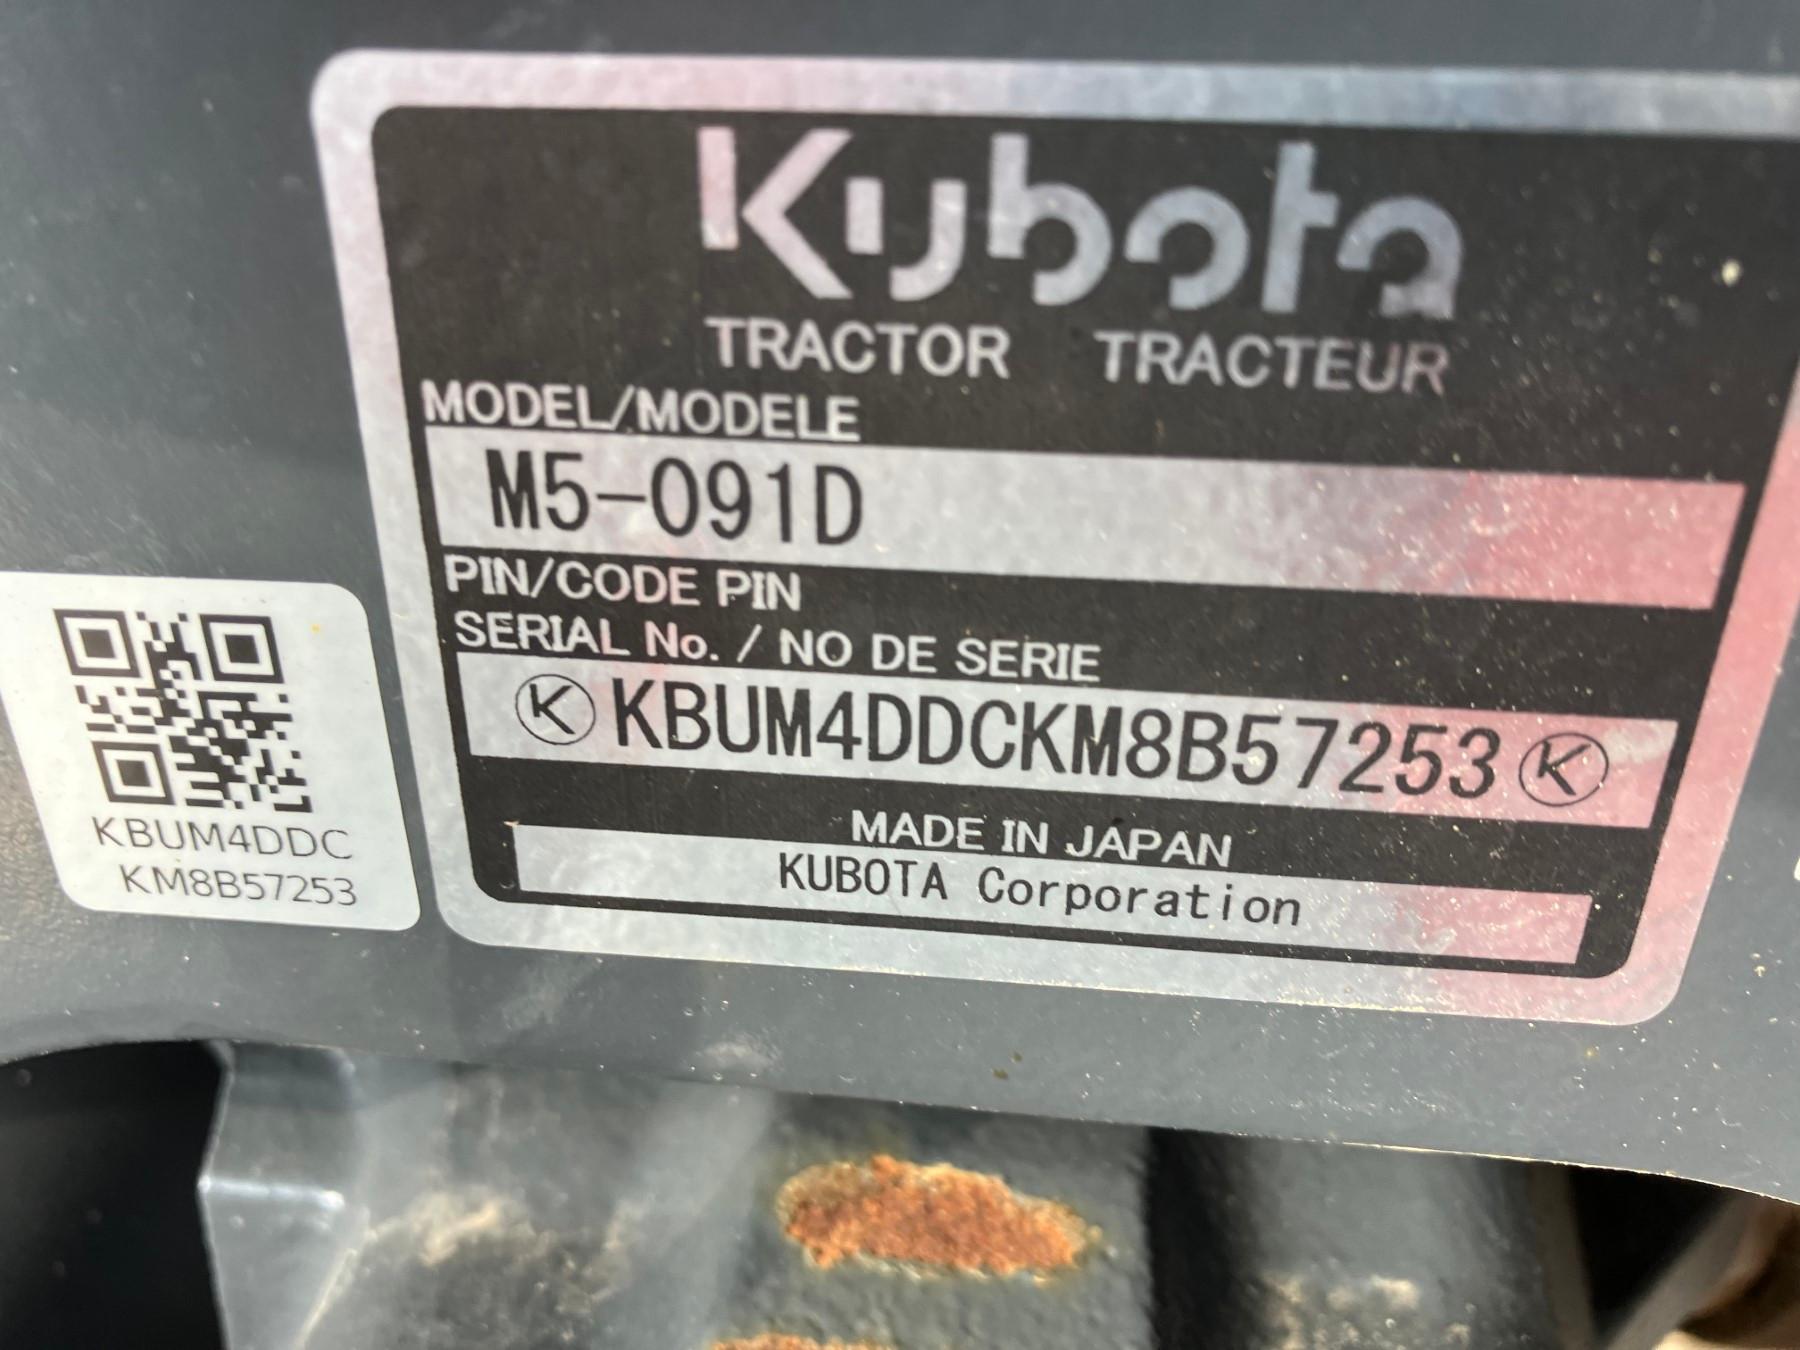 Kubota
TRACTOR TRACTEUR
MODEL/MODELE
M5-091D
PIN/CODE PIN
SERIAL No. / NO DE SERIE
K KBUM4DDCKM8B57253 K
MADE IN JAPAN
KUBOTA Corporation
KBUM4DDC
KM8B57253